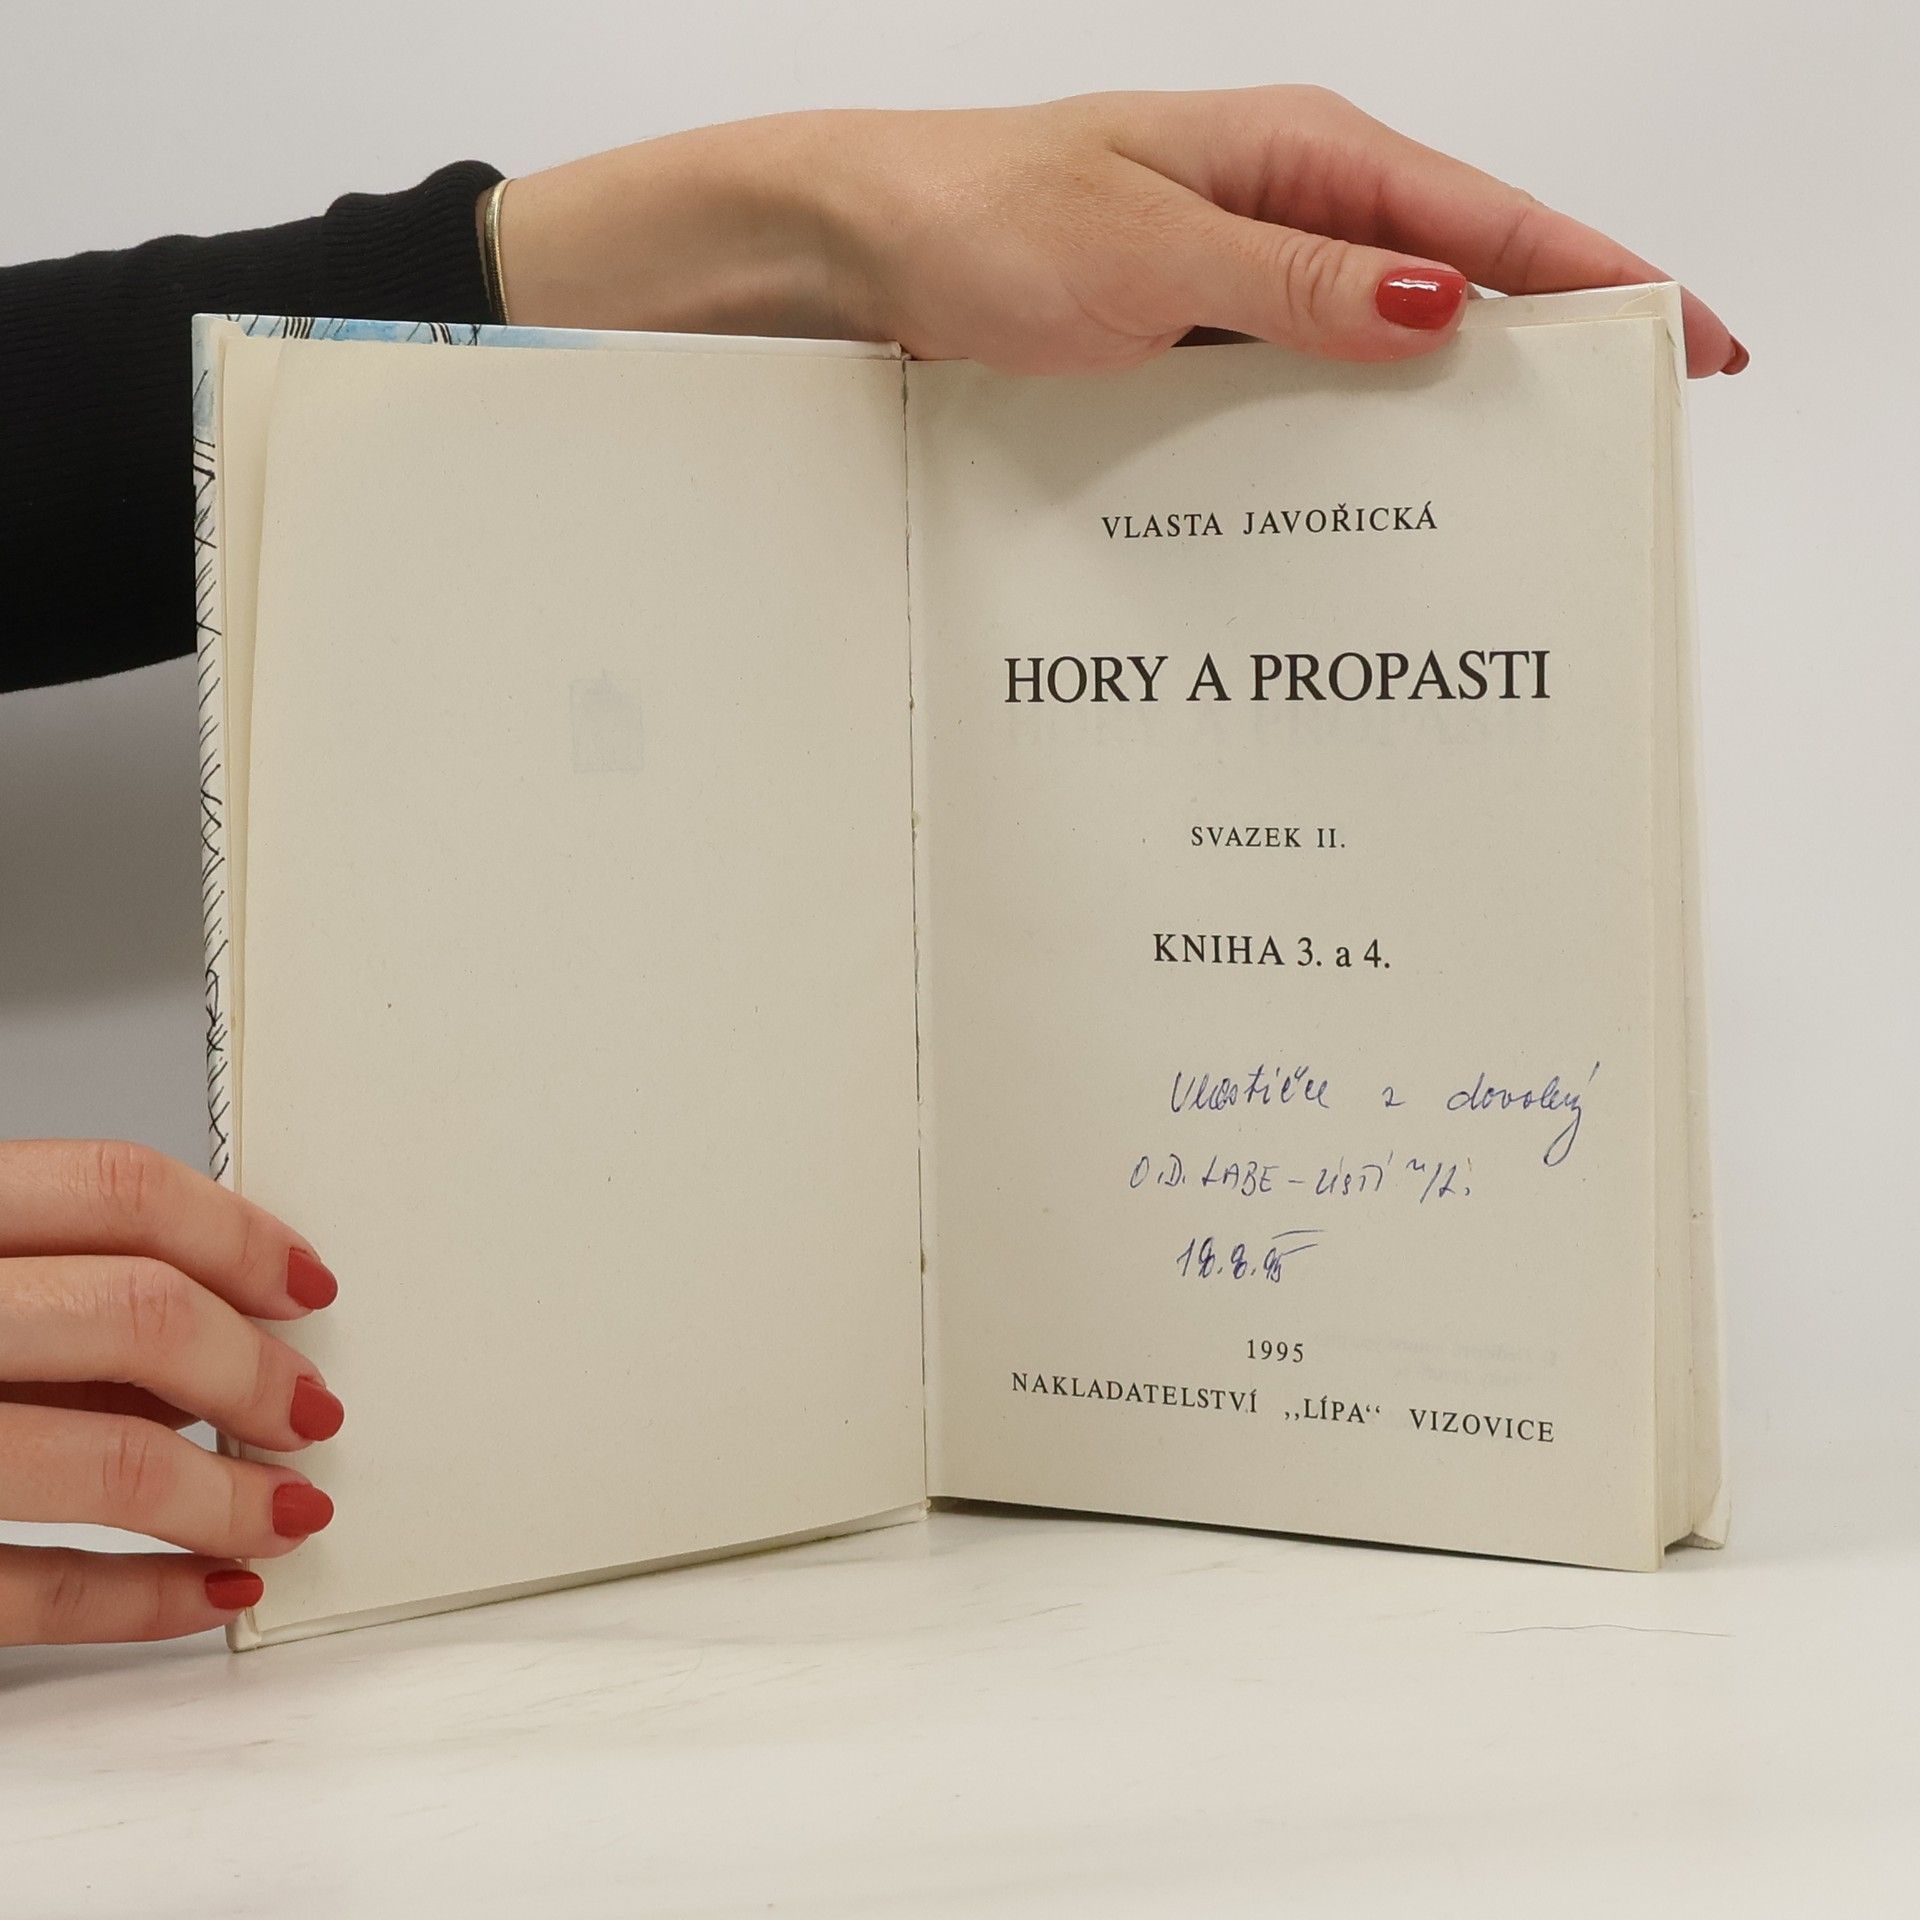 VLASTA JAVOŘICKÁ
HORY A PROPASTI
SVAZEK II.
KNIHA 3. a 4.
Vlastičce z dovolený
O.D. LABE – ÚSTÍ n/L.
1995
NAKLADATELSTVÍ „LÍPA“ VIZOVICE